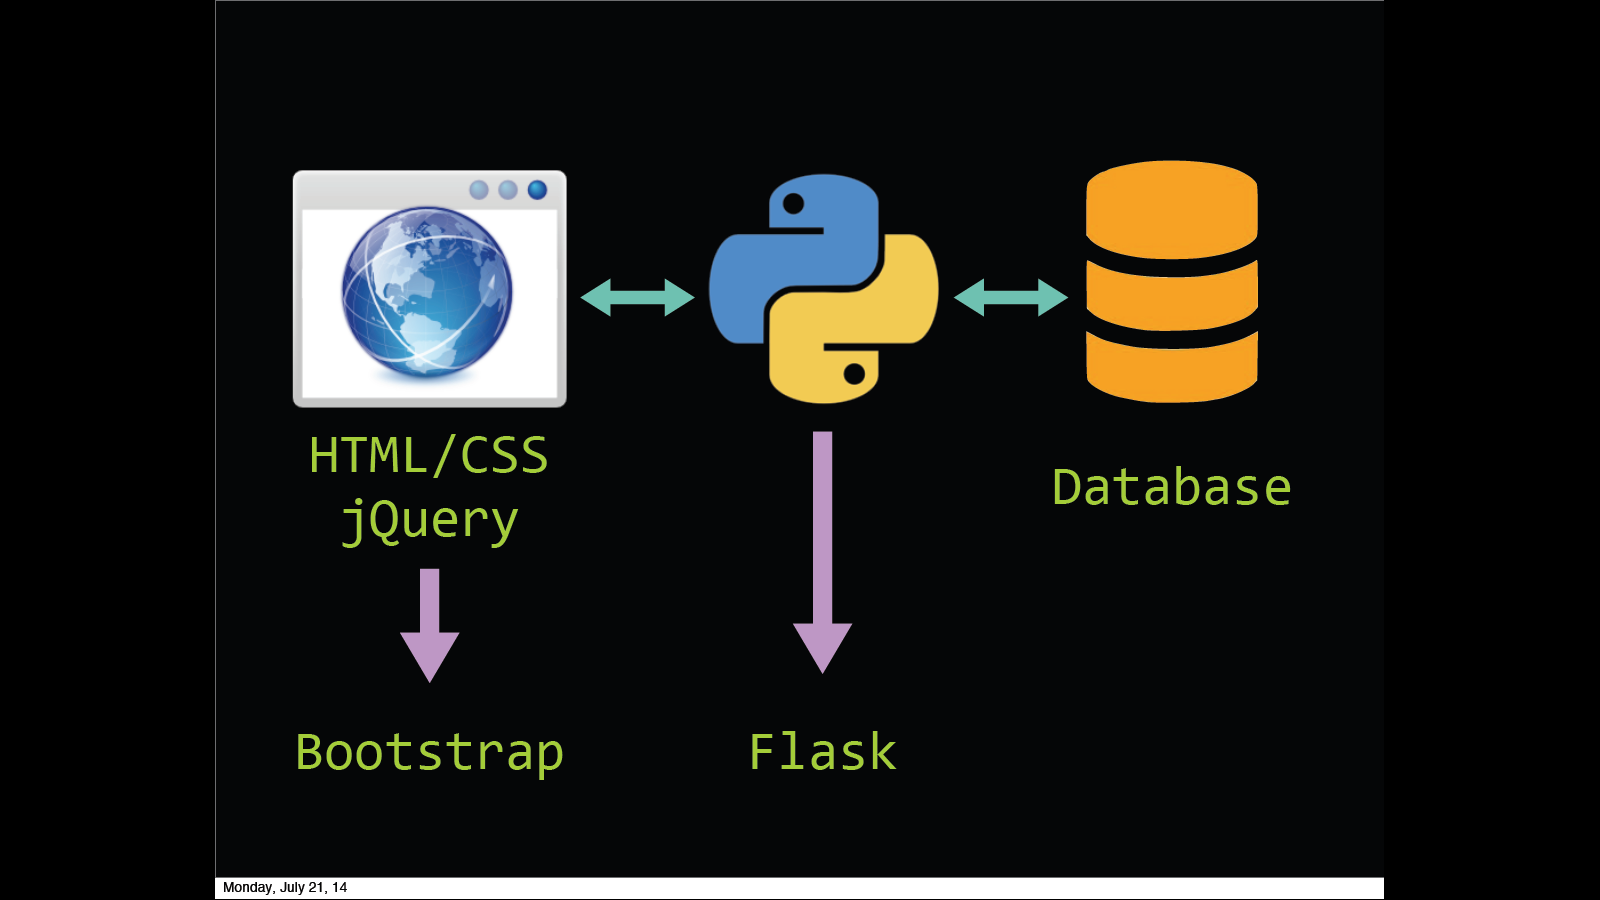 HTML/CSS
jQuery
Database
Bootstrap
Flask
Monday, July 21, 14